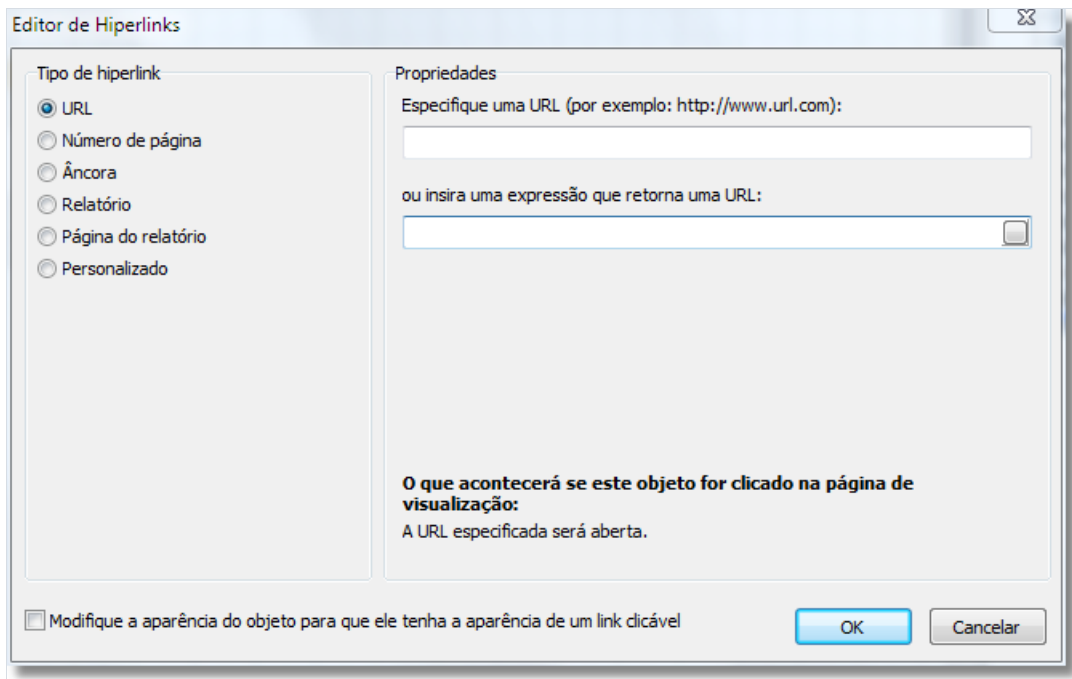 Editor de Hiperlinks
Tipo de hiperlink
URL
Número de página
Âncora
Relatório
Página do relatório
Personalizado
Propriedades
Especifique uma URL (por exemplo: http://www.url.com):
ou insira uma expressão que retorna uma URL:
O que acontecerá se este objeto for clicado na página de
visualização:
A URL especificada será aberta.
Modifique a aparência do objeto para que ele tenha a aparência de um link clicável
OK
Cancelar